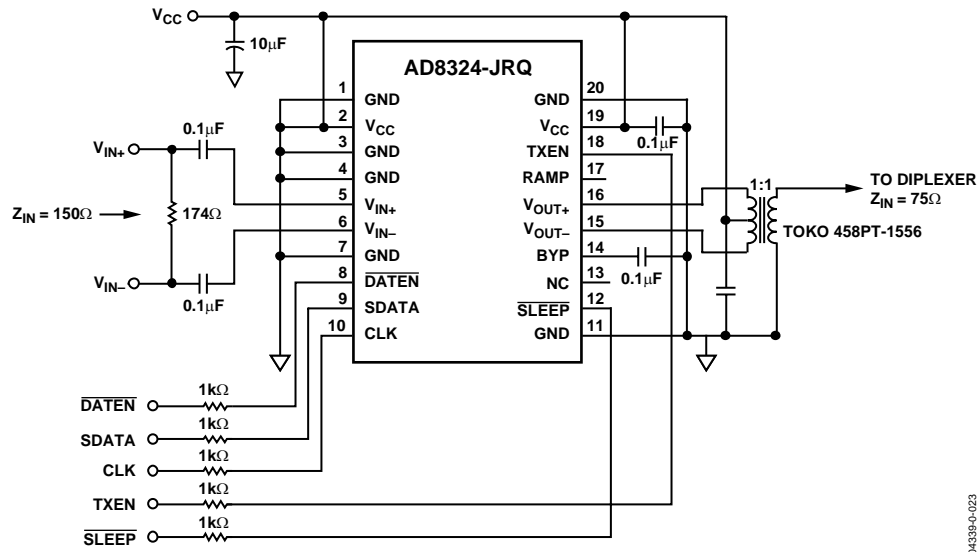 VCC
10µF
AD8324-JRQ
1 GND
2 VCC
3 GND
4 GND
5 VIN+
6 VIN–
7 GND
8 DATEN
9 SDATA
10 CLK
GND 20
VCC 19
TXEN 18
RAMP 17
VOUT+ 16
VOUT– 15
BYP 14
NC 13
SLEEP 12
GND 11
0.1µF
VIN+
ZIN = 150Ω
174Ω
VIN–
0.1µF
0.1µF
0.1µF
1:1
TO DIPLEXER
ZIN = 75Ω
TOKO 458PT-1556
DATEN 1kΩ
SDATA 1kΩ
CLK 1kΩ
TXEN 1kΩ
SLEEP 1kΩ
04339-0-023